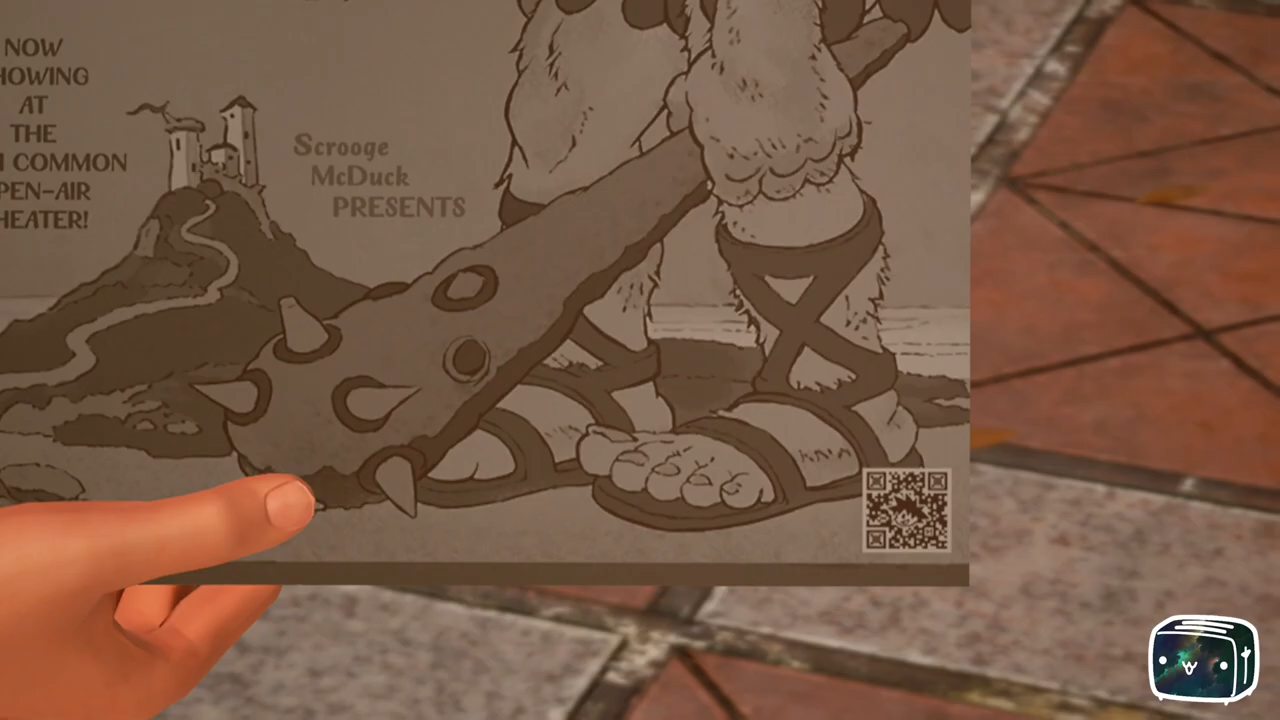 NOW
HOWING
AT
THE
COMMON
PEN-AIR
HEATER!
Scrooge
McDuck
PRESENTS